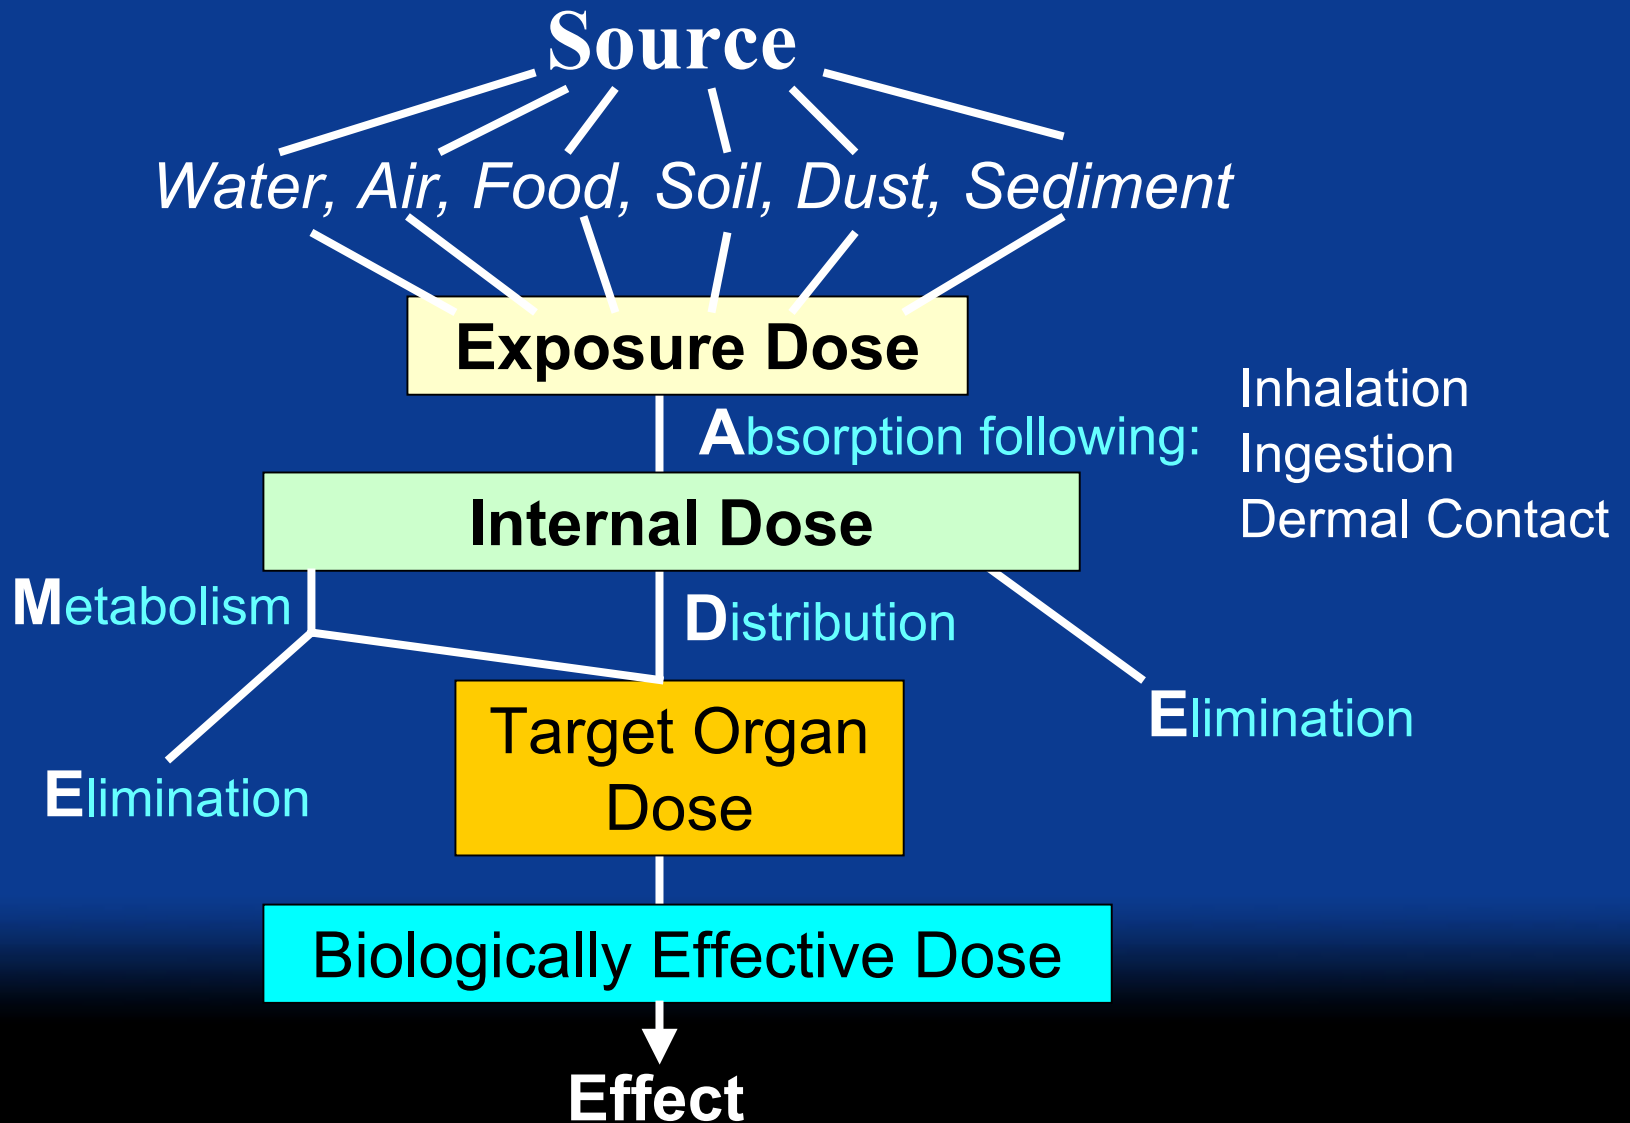 Source
Water, Air, Food, Soil, Dust, Sediment
Exposure Dose
Absorption following:
Inhalation
Ingestion
Dermal Contact
Internal Dose
Metabolism
Distribution
Elimination
Elimination
Target Organ
Dose
Biologically Effective Dose
Effect